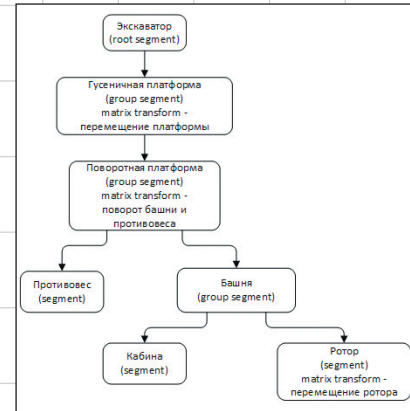 Экскаватор
(root segment)
Гусеничная платформа
(group segment)
matrix transform -
перемещение платформы
Поворотная платформа
(group segment)
matrix transform -
поворот башни и
противовеса
Противовес
(segment)
Башня
(group segment)
Кабина
(segment)
Ротор
(segment)
matrix transform -
перемещение ротора